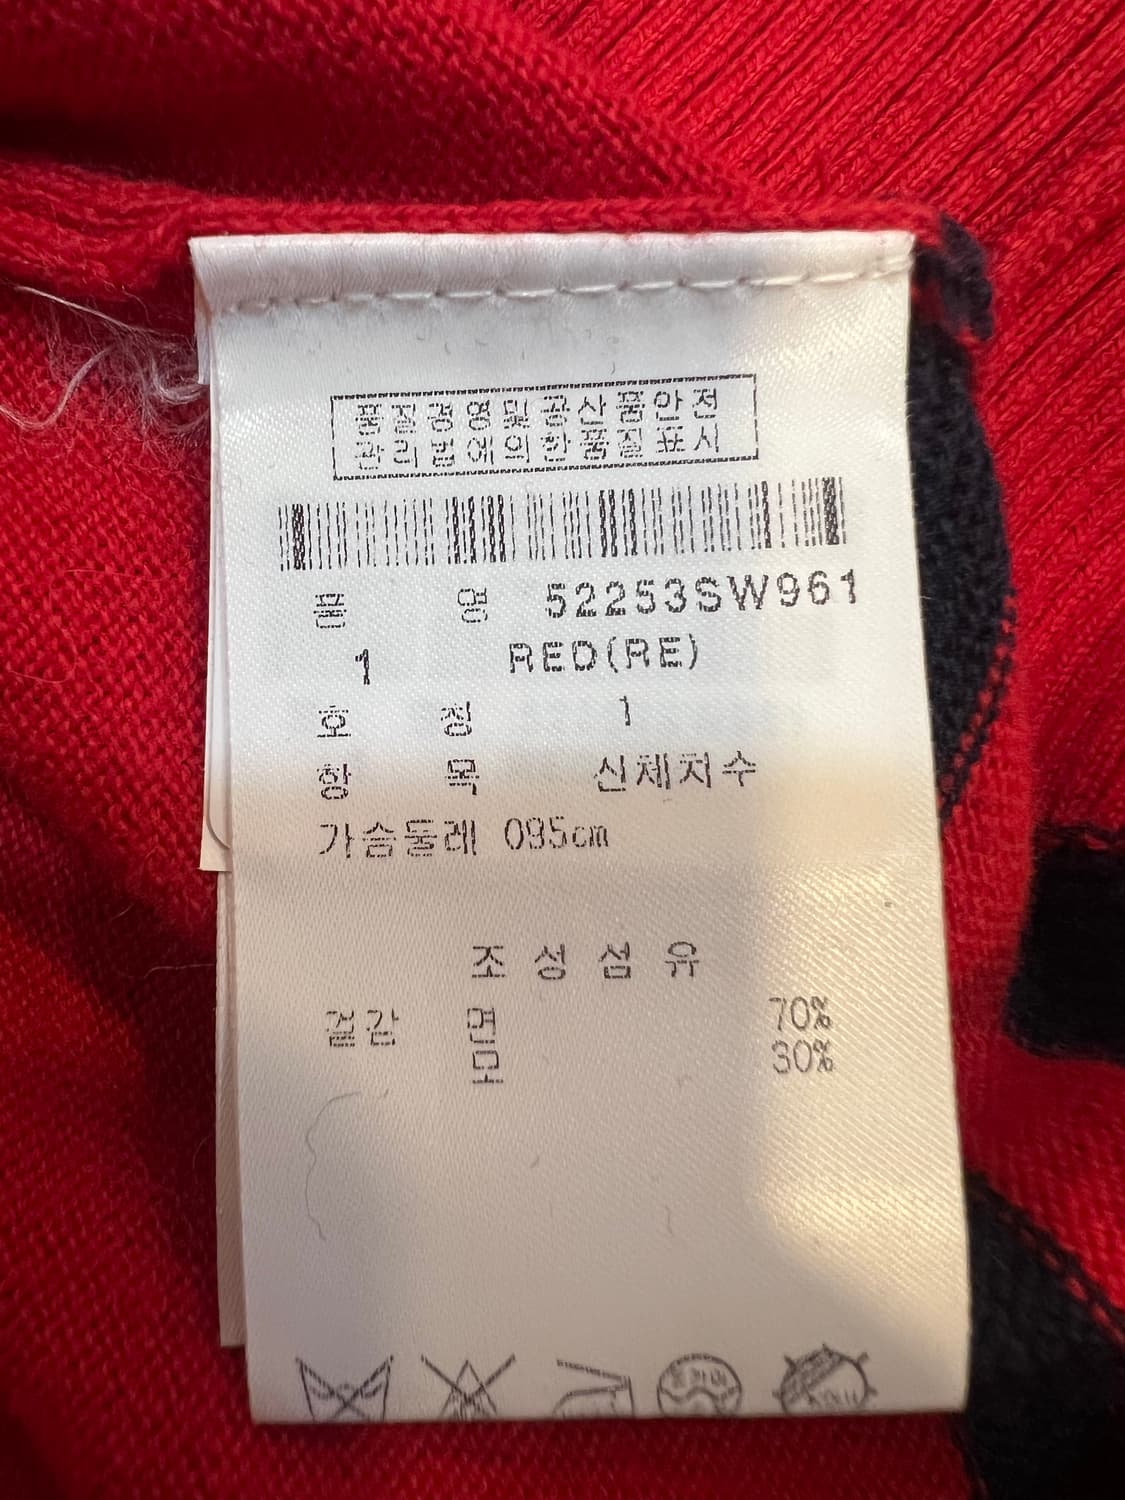 품질경영및공산품안전
관리법에의한품질표시
품 명 52253SW961
1 RED(RE)
호 칭 1
항 목 신체치수
가슴둘레 095cm
조성섬유
겉감 면 70%
모 30%